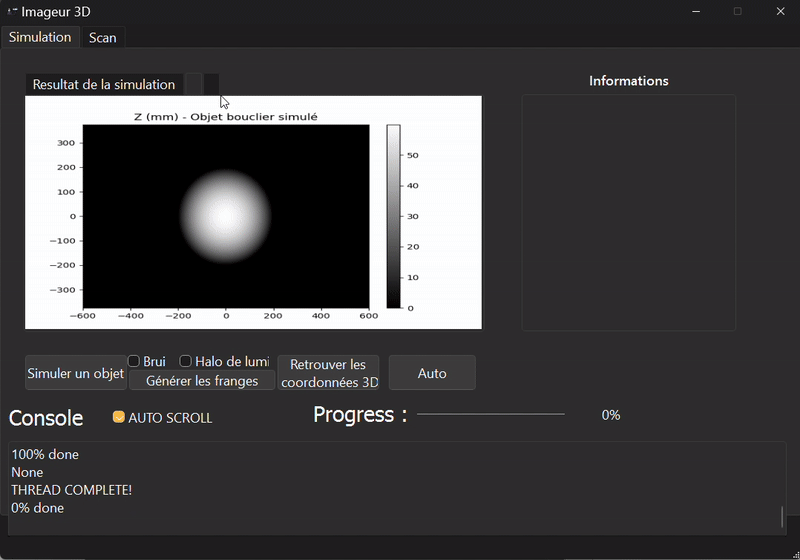 Imageur 3D
Simulation
Scan
Resultat de la simulation
Informations
Z (mm) - Objet bouclier simulé
300
200
100
0
−100
−200
−300
−600
−400
−200
0
200
400
600
50
40
30
20
10
0
Simuler un objet
Brui
Halo de lumi
Générer les franges
Retrouver les
coordonnées 3D
Auto
Console
AUTO SCROLL
Progress :
0%
100% done
None
THREAD COMPLETE!
0% done